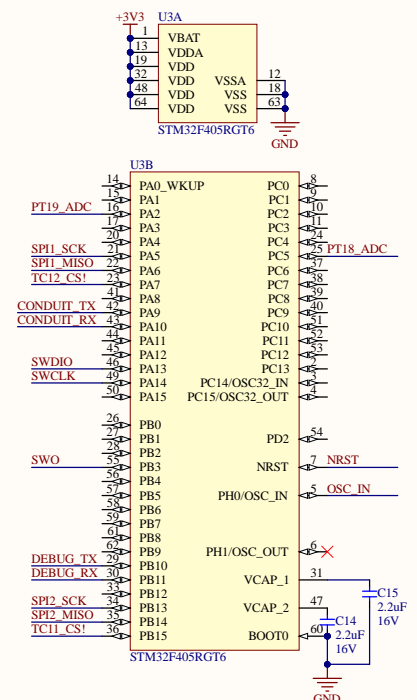 +3V3 U3A
1 VBAT
13 VDDA
19 VDD
32 VDD VSSA 12
48 VDD VSS 18
64 VDD VSS 63
STM32F405RGT6
GND
U3B
14 PA0_WKUP PC0 8
15 PA1 PC1 9
PT19_ADC 16 PA2 PC2 10
17 PA3 PC3 11
20 PA4 PC4 24
SPI1_SCK 21 PA5 PC5 25 PT18_ADC
SPI1_MISO 22 PA6 PC6 37
TC12_CS! 23 PA7 PC7 38
41 PA8 PC8 39
CONDUIT_TX 42 PA9 PC9 40
CONDUIT_RX 43 PA10 PC10 51
44 PA11 PC11 52
45 PA12 PC12 53
SWDIO 46 PA13 PC13 2
SWCLK 49 PA14 PC14/OSC32_IN 3
50 PA15 PC15/OSC32_OUT 4
26 PB0
27 PB1 PD2 54
28 PB2
SWO 55 PB3 NRST 7 NRST
56 PB4
57 PB5 PH0/OSC_IN 5 OSC_IN
58 PB6
59 PB7
61 PB8
62 PB9 PH1/OSC_OUT 6
DEBUG_TX 29 PB10
DEBUG_RX 30 PB11 VCAP_1 31
33 PB12 C15
SPI2_SCK 34 PB13 VCAP_2 47 2.2uF
SPI2_MISO 35 PB14 C14 16V
TC11_CS! 36 PB15 BOOT0 60 2.2uF
16V
STM32F405RGT6
GND